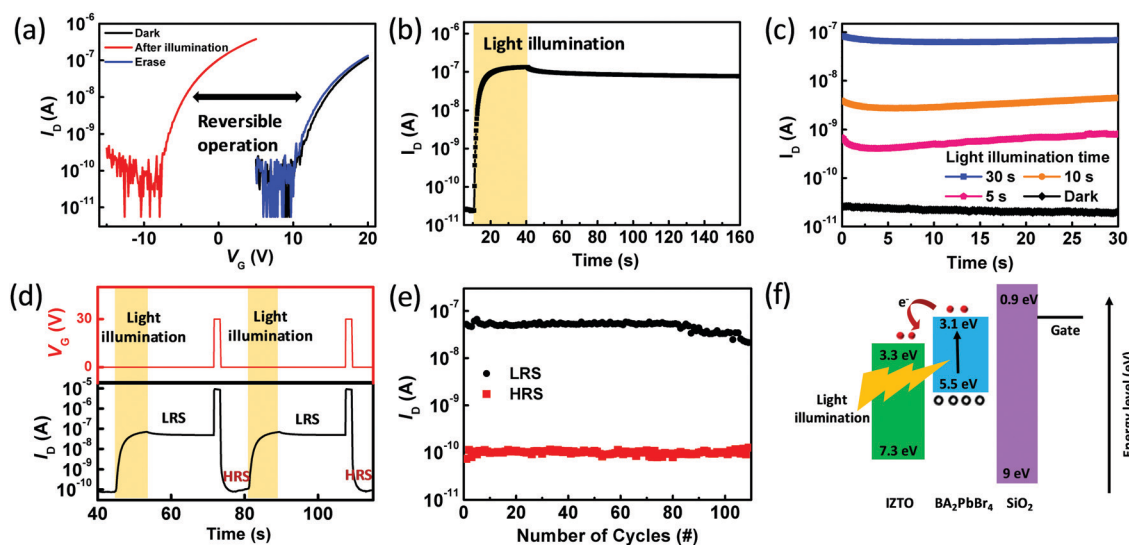 (a)
Dark
After illumination
Erase
Reversible
operation
10⁻⁶
10⁻⁷
10⁻⁸
10⁻⁹
10⁻¹⁰
10⁻¹¹
I_D (A)
-10 0 10 20
V_G (V)
(b)
Light illumination
10⁻⁶
10⁻⁷
10⁻⁸
10⁻⁹
10⁻¹⁰
10⁻¹¹
I_D (A)
20 40 60 80 100 120 140 160
Time (s)
(c)
10⁻⁷
10⁻⁸
10⁻⁹
10⁻¹⁰
10⁻¹¹
I_D (A)
Light illumination time
30 s 10 s
5 s Dark
0 5 10 15 20 25 30
Time (s)
(d)
30
0
V_G (V)
Light
illumination
Light
illumination
10⁻⁵
10⁻⁶
10⁻⁷
10⁻⁸
10⁻⁹
10⁻¹⁰
I_D (A)
LRS LRS
HRS HRS
40 60 80 100
Time (s)
(e)
10⁻⁶
10⁻⁷
10⁻⁸
10⁻⁹
10⁻¹⁰
10⁻¹¹
I_D (A)
LRS
HRS
0 20 40 60 80 100
Number of Cycles (#)
(f)
e⁻
0.9 eV
3.1 eV
Gate
3.3 eV
5.5 eV
Light
illumination
7.3 eV
9 eV
IZTO BA₂PbBr₄ SiO₂
Energy level (eV)